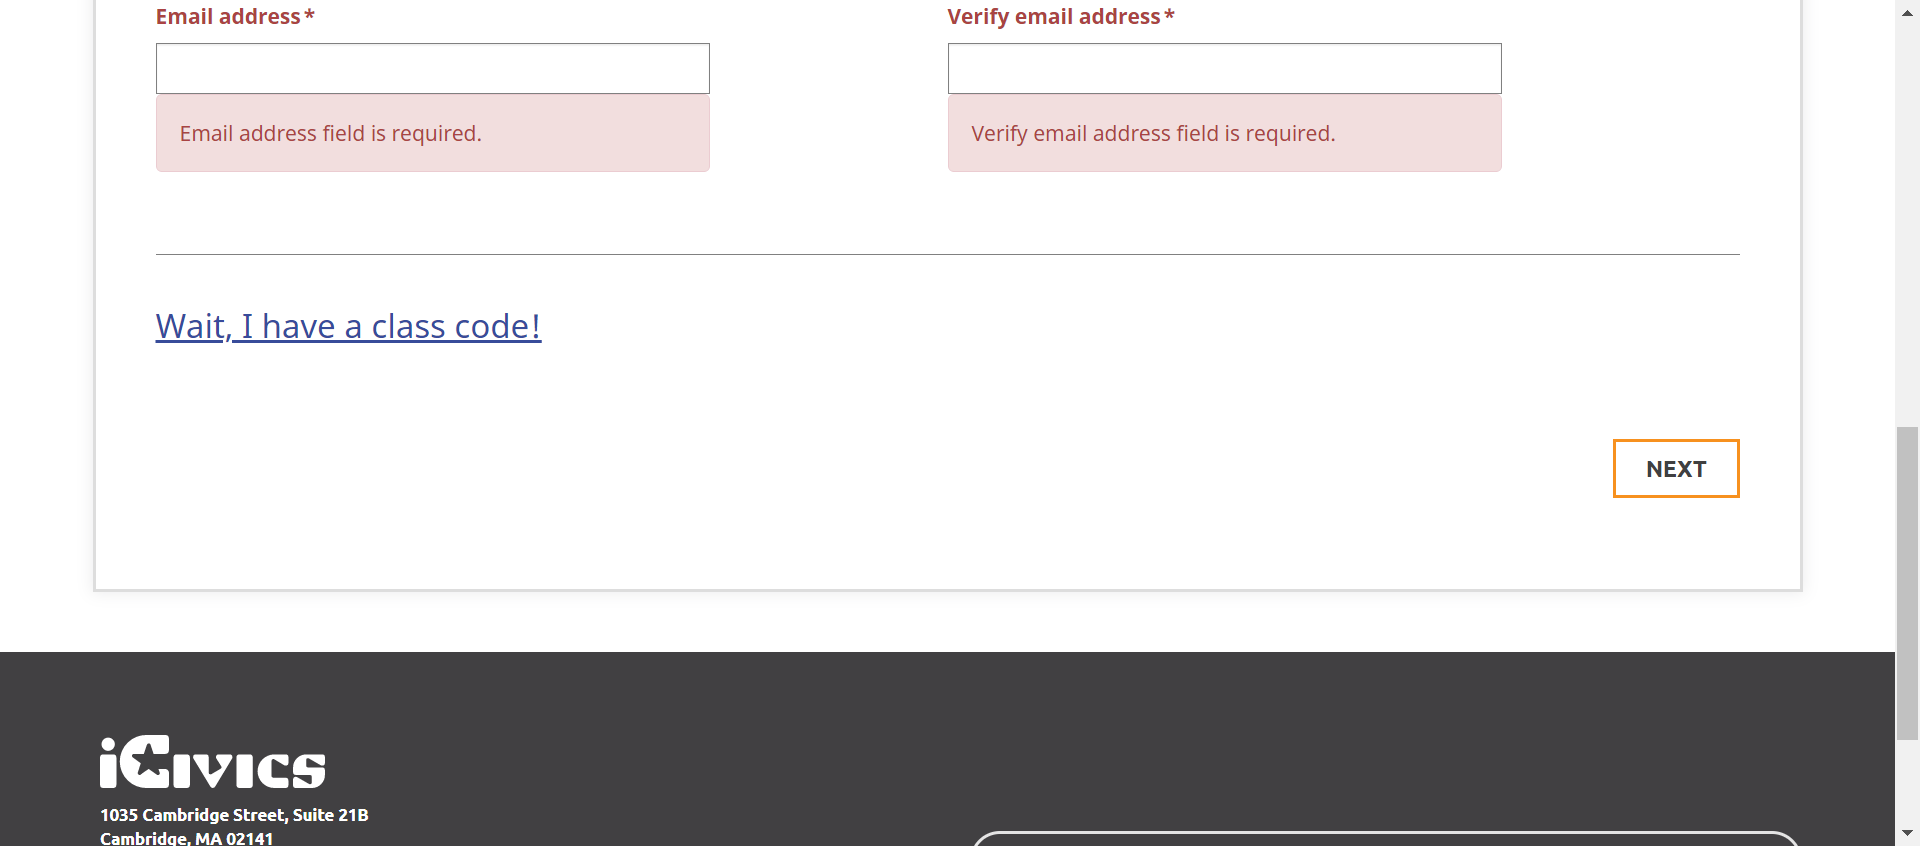 Email address*
Verify email address*
Email address field is required.
Verify email address field is required.
Wait, I have a class code!
NEXT
iCivics
1035 Cambridge Street, Suite 21B
Cambridge, MA 02141